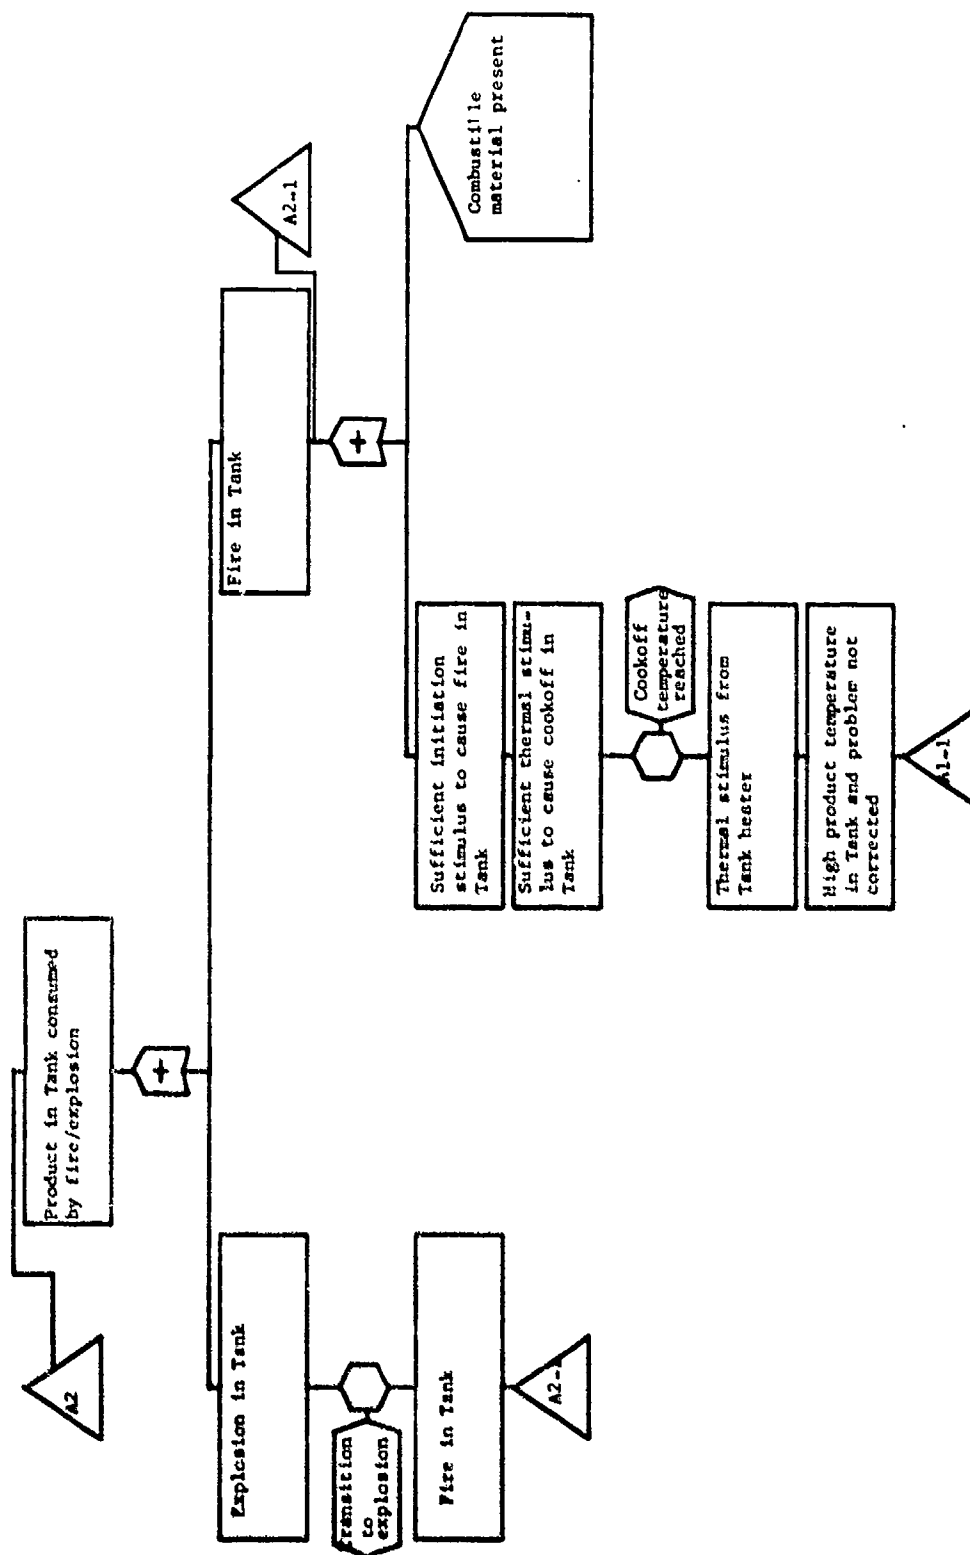 A2
Product in Tank consumed
by fire/explosion
Explosion in Tank
Transition
to
explosion
Fire in Tank
A2-1
Fire in Tank
A2-1
Sufficient initiation
stimulus to cause fire in
Tank
Sufficient thermal stimu-
lus to cause cookoff in
Tank
Cookoff
temperature
reached
Thermal stimulus from
Tank heater
High product temperature
in Tank and problem not
corrected
A1-1
Combustille
material present
+
+